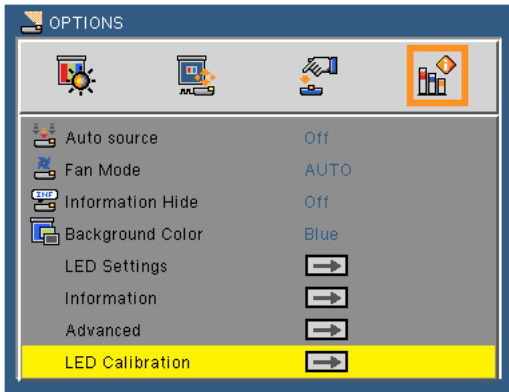 OPTIONS
Auto source Off
Fan Mode AUTO
INF
Information Hide Off
Background Color Blue
LED Settings
Information
Advanced
LED Calibration